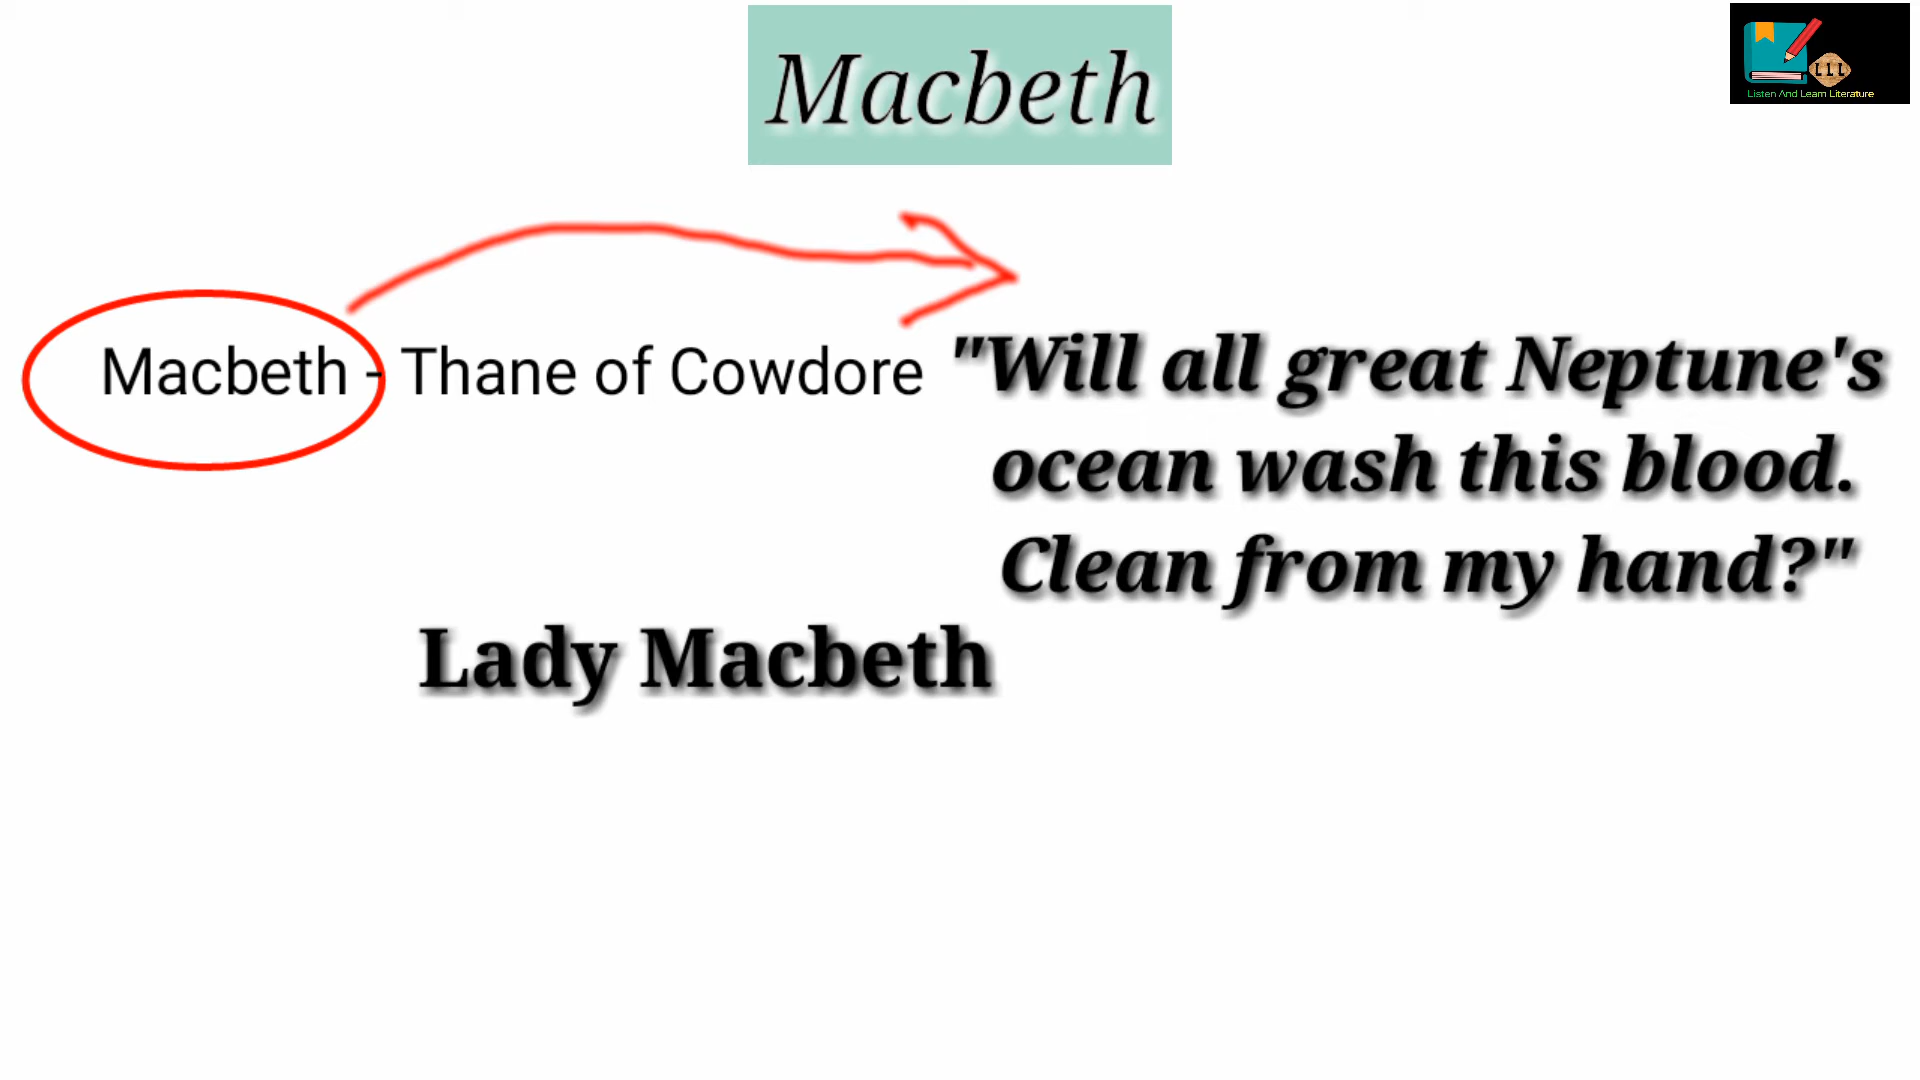 Macbeth
LLL
Listen And Learn Literature
Macbeth - Thane of Cowdore
"Will all great Neptune's
ocean wash this blood.
Clean from my hand?"
Lady Macbeth